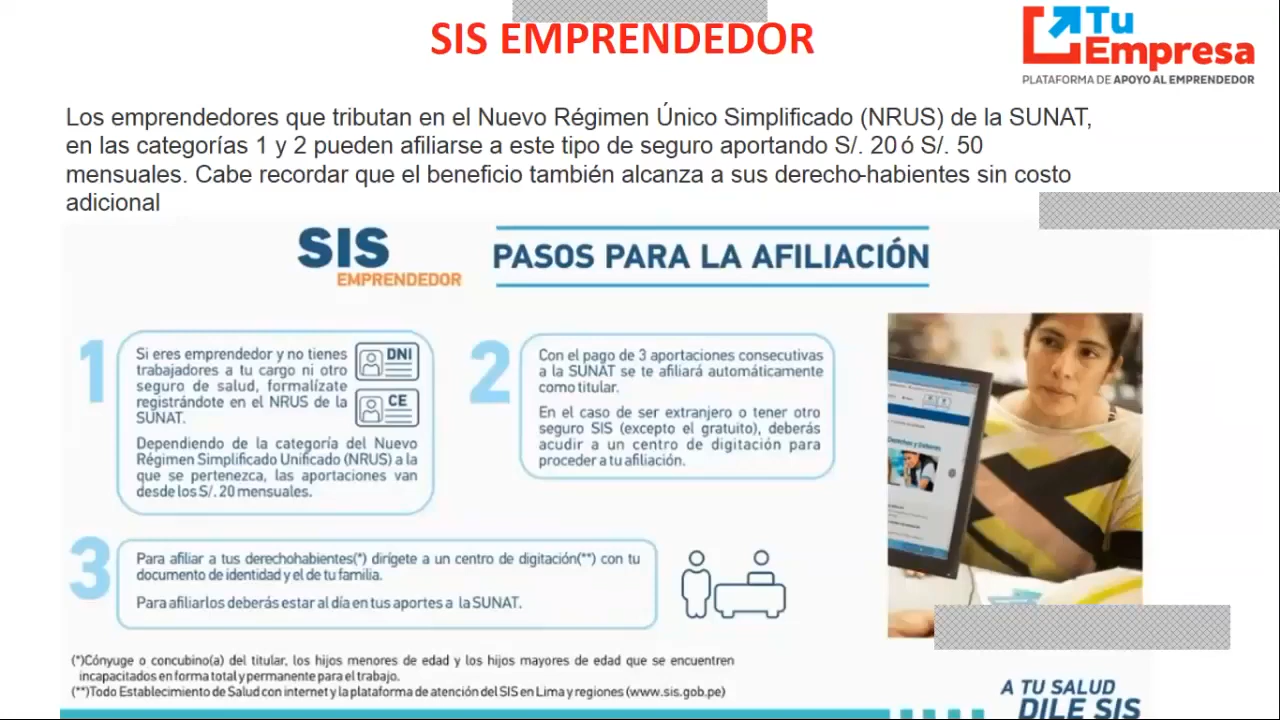 SIS EMPRENDEDOR
Tu
Empresa
PLATAFORMA DE APOYO AL EMPRENDEDOR
Los emprendedores que tributan en el Nuevo Régimen Único Simplificado (NRUS) de la SUNAT,
en las categorías 1 y 2 pueden afiliarse a este tipo de seguro aportando S/. 20 ó S/. 50
mensuales. Cabe recordar que el beneficio también alcanza a sus derecho-habientes sin costo
adicional
SIS
EMPRENDEDOR
PASOS PARA LA AFILIACIÓN
1
Si eres emprendedor y no tienes
trabajadores a tu cargo ni otro
seguro de salud, formalízate
registrándote en el NRUS de la
SUNAT.
DNI
CE
Dependiendo de la categoría del Nuevo
Régimen Simplificado Unificado (NRUS) a la
que se pertenezca, las aportaciones van
desde los S/. 20 mensuales.
2
Con el pago de 3 aportaciones consecutivas
a la SUNAT se te afiliará automáticamente
como titular.
En el caso de ser extranjero o tener otro
seguro SIS (excepto el gratuito), deberás
acudir a un centro de digitación para
proceder a tu afiliación.
3
Para afiliar a tus derechohabientes(*) dirígete a un centro de digitación(**) con tu
documento de identidad y el de tu familia.
Para afiliarlos deberás estar al día en tus aportes a la SUNAT.
(*)Cónyuge o concubino(a) del titular, los hijos menores de edad y los hijos mayores de edad que se encuentren
incapacitados en forma total y permanente para el trabajo.
(**)Todo Establecimiento de Salud con internet y la plataforma de atención del SIS en Lima y regiones (www.sis.gob.pe)
A TU SALUD
DILE SIS